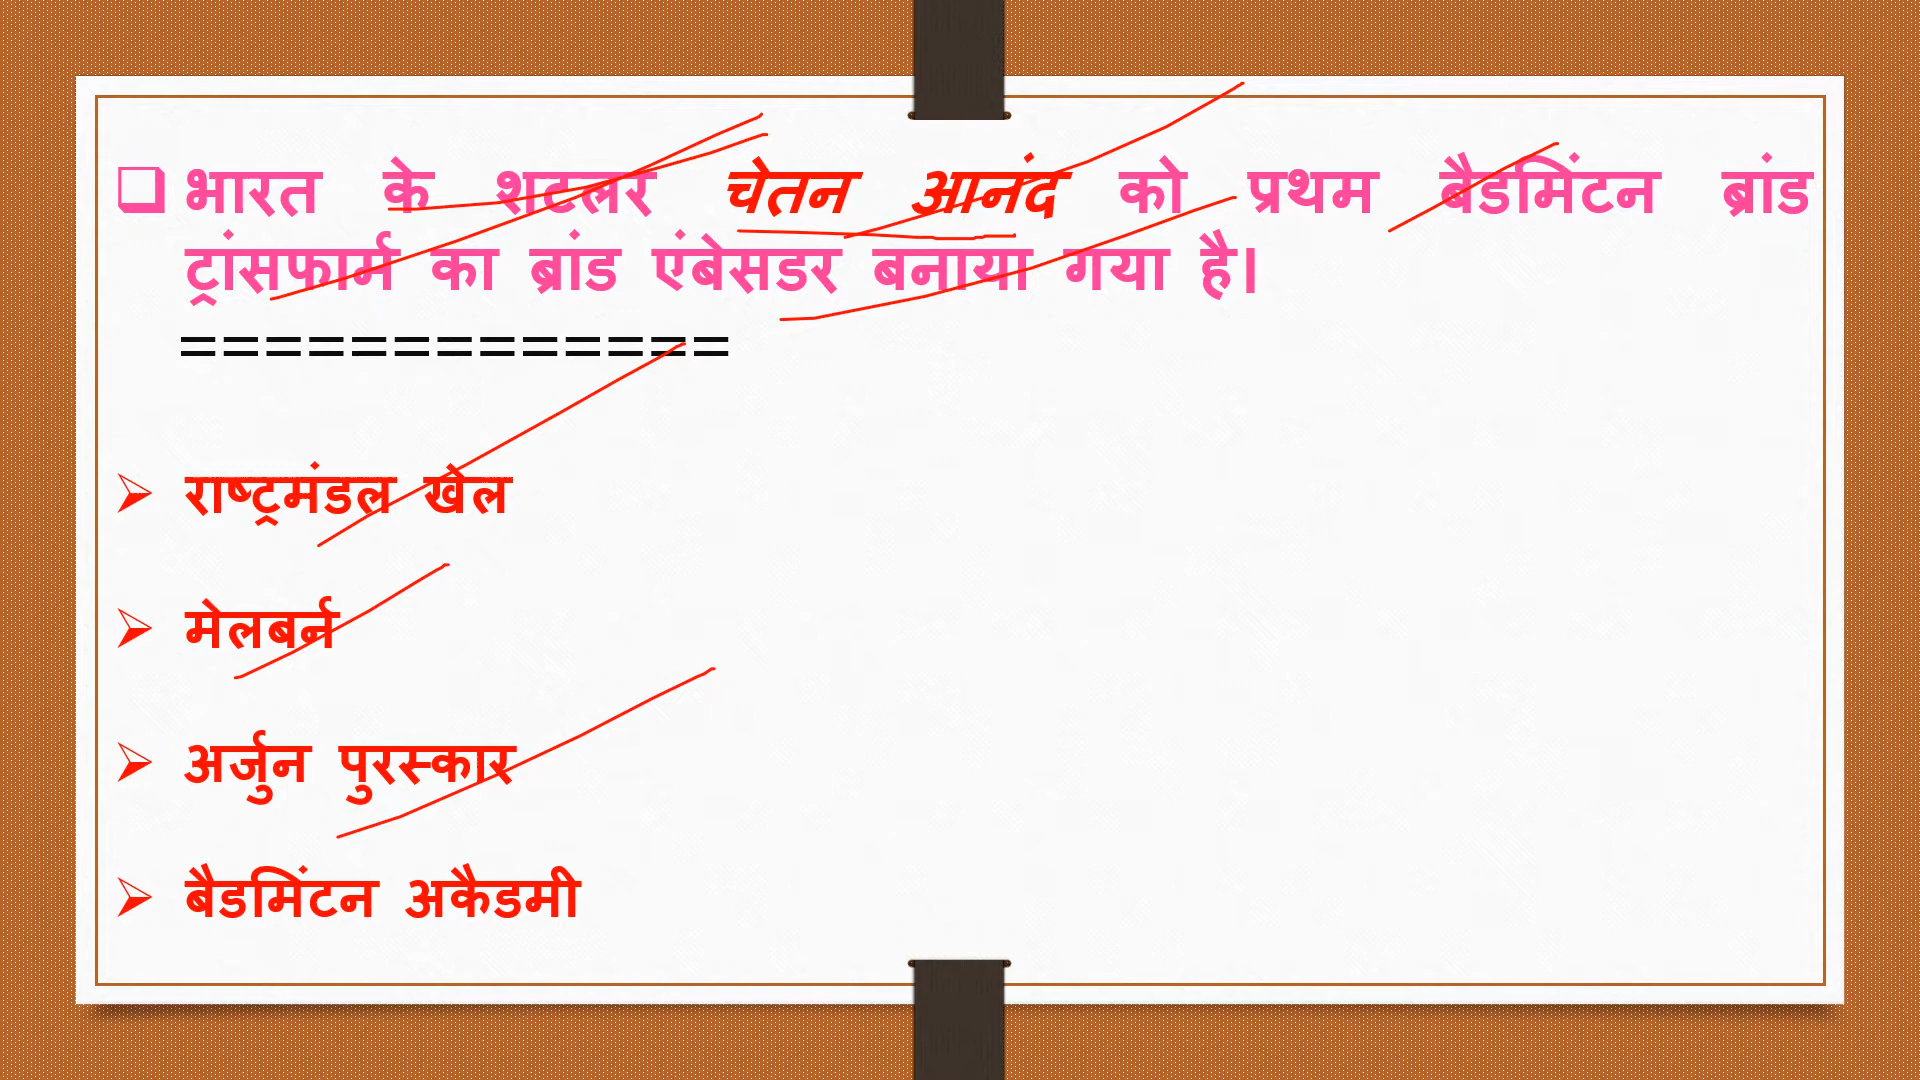 भारत के शटलर चेतन आनंद को प्रथम बैडमिंटन ब्रांड
ट्रांसफार्म का ब्रांड एंबेसडर बनाया गया है।
=============
राष्ट्रमंडल खेल
मेलबर्न
अर्जुन पुरस्कार
बैडमिंटन अकैडमी